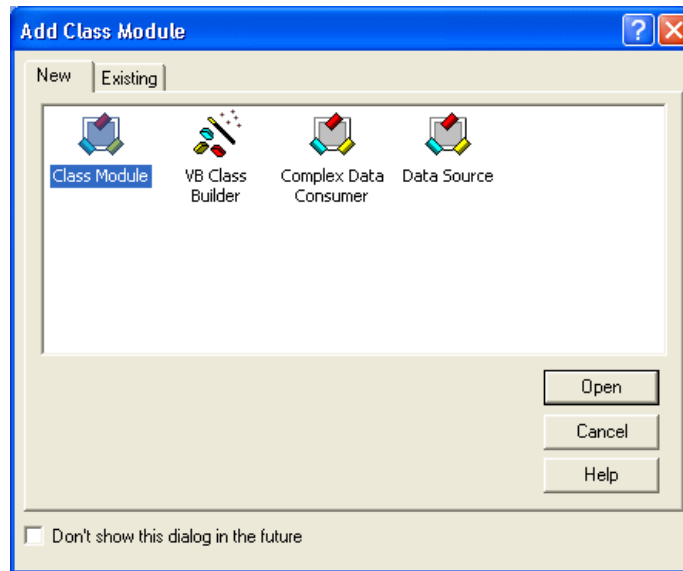 Add Class Module
?
New
Existing
Class Module
VB Class
Builder
Complex Data
Consumer
Data Source
Open
Cancel
Help
Don't show this dialog in the future